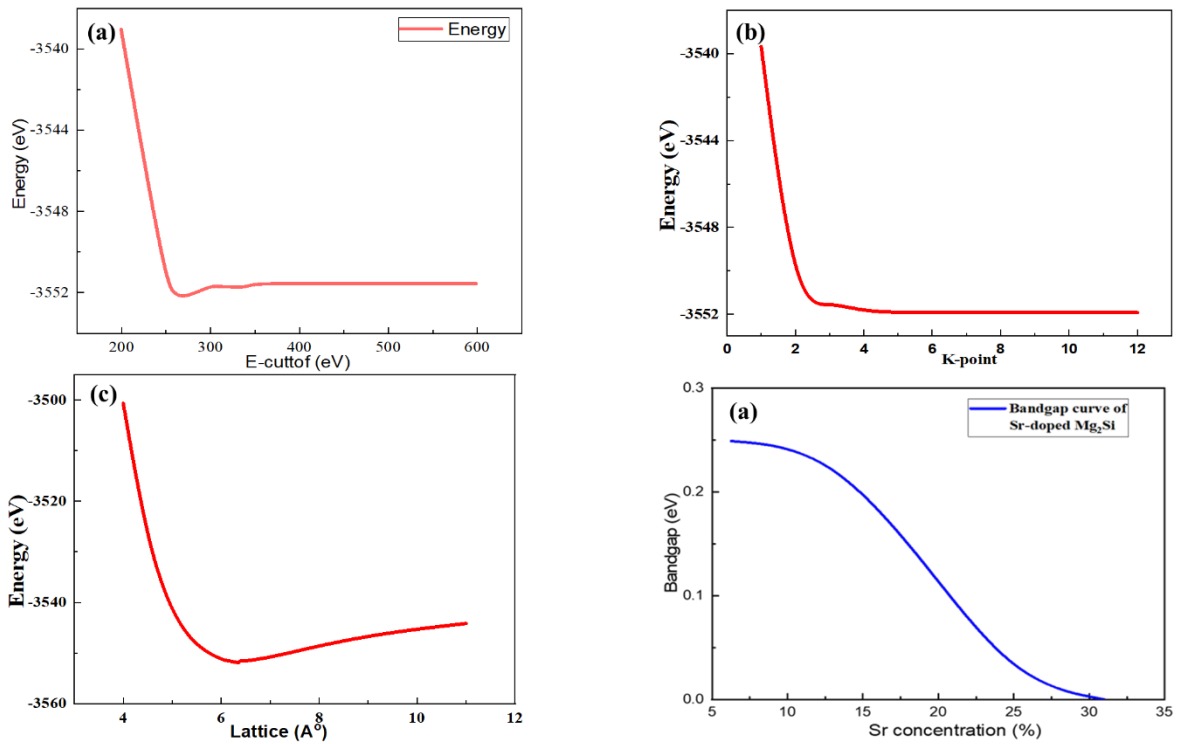 (a)
Energy
-3540
-3544
-3548
-3552
Energy (eV)
200 300 400 500 600
E-cuttof (eV)
(b)
-3540
-3544
-3548
-3552
Energy (eV)
0 2 4 6 8 10 12
K-point
(c)
-3500
-3520
-3540
-3560
Energy (eV)
4 6 8 10 12
Lattice (A°)
(a)
Bandgap curve of
Sr-doped Mg₂Si
0.3
0.2
0.1
0.0
Bandgap (eV)
5 10 15 20 25 30 35
Sr concentration (%)